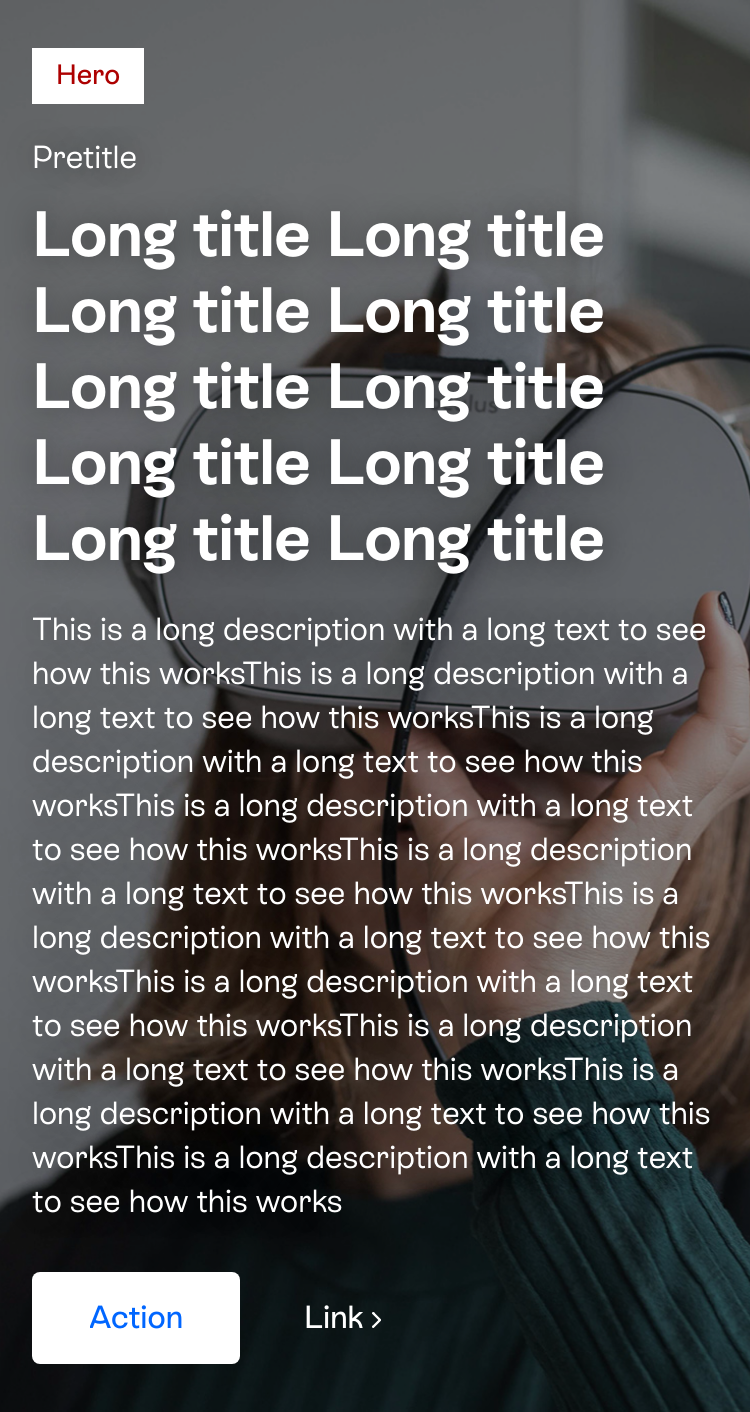 Hero
Pretitle
Long title Long title
Long title Long title
Long title Long title
Long title Long title
Long title Long title
This is a long description with a long text to see
how this worksThis is a long description with a
long text to see how this worksThis is a long
description with a long text to see how this
worksThis is a long description with a long text
to see how this worksThis is a long description
with a long text to see how this worksThis is a
long description with a long text to see how this
worksThis is a long description with a long text
to see how this worksThis is a long description
with a long text to see how this worksThis is a
long description with a long text to see how this
worksThis is a long description with a long text
to see how this works
Action
Link